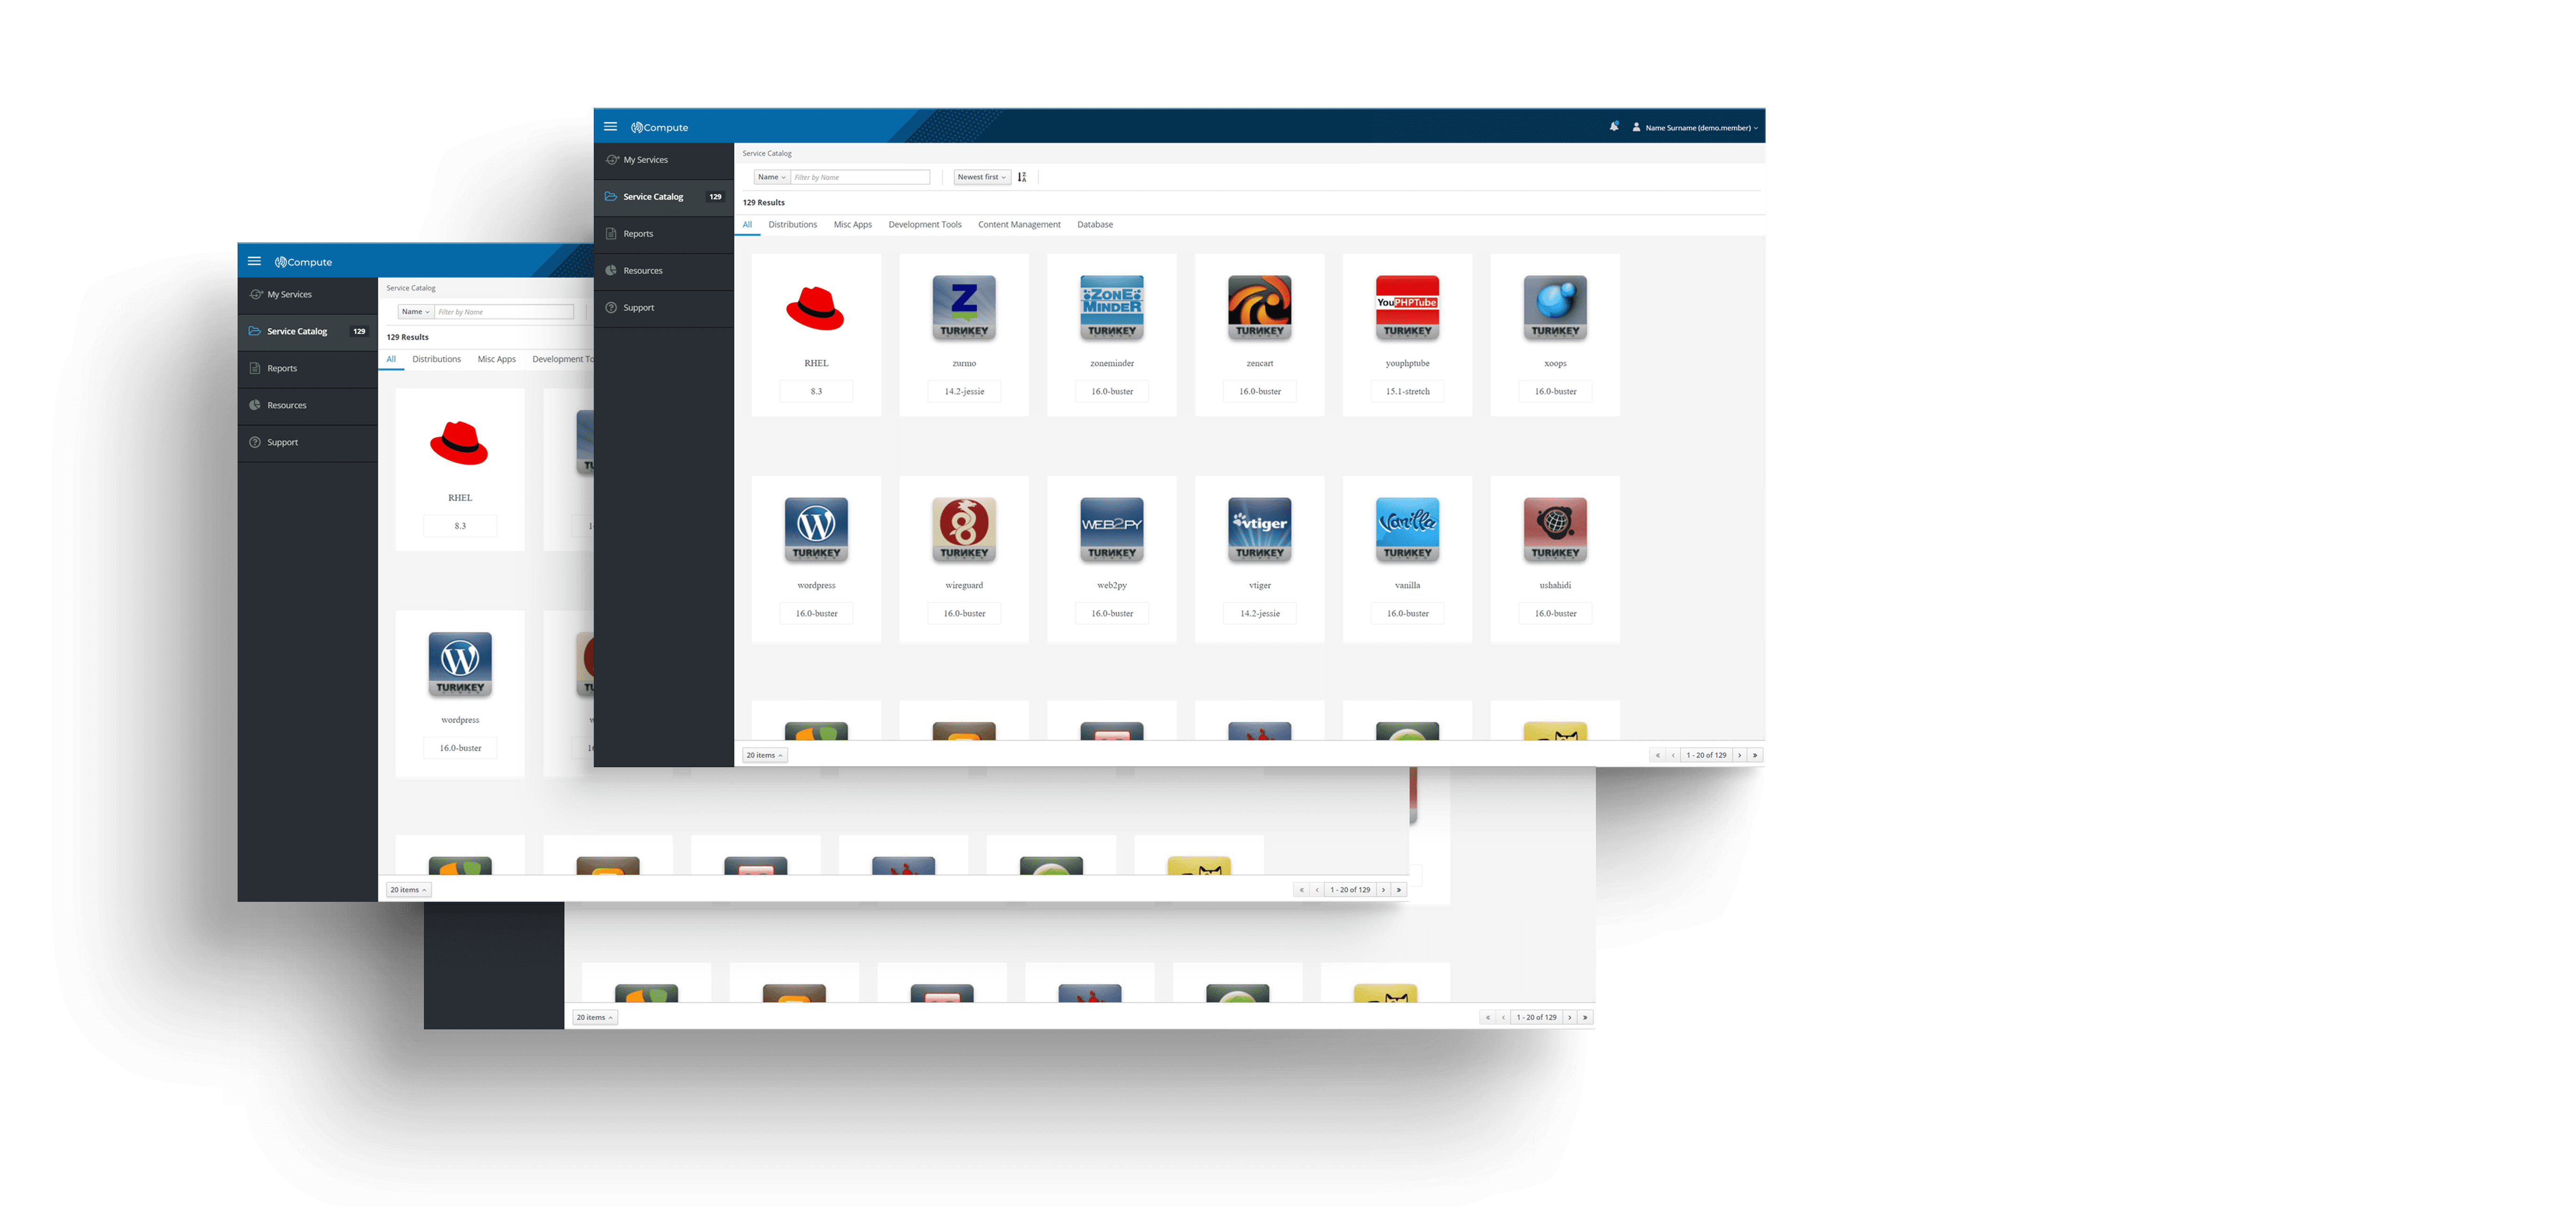 Compute
Name Surname (demo.member)
My Services
Service Catalog 129
Reports
Resources
Support
Service Catalog
Name Filter by Name Newest first
129 Results
All Distributions Misc Apps Development Tools Content Management Database
TURNKEY ZONEMINDER TURNKEY TURNKEY YouPHPTube TURNKEY TURNKEY
RHEL zurmo zoneminder zencart youphptube xoops
8.3 14.2-jessie 16.0-buster 16.0-buster 15.1-stretch 16.0-buster
TURNKEY TURNKEY WEB2PY TURNKEY vtiger TURNKEY Vanilla TURNKEY TURNKEY
wordpress wireguard web2py vtiger vanilla ushahidi
16.0-buster 16.0-buster 16.0-buster 14.2-jessie 16.0-buster 16.0-buster
20 items 1 - 20 of 129
Compute
My Services
Service Catalog 129
Reports
Resources
Support
Service Catalog
Name Filter by Name
129 Results
All Distributions Misc Apps Development
RHEL
8.3
TURNKEY
wordpress
16.0-buster
20 items 1 - 20 of 129
20 items 1 - 20 of 129